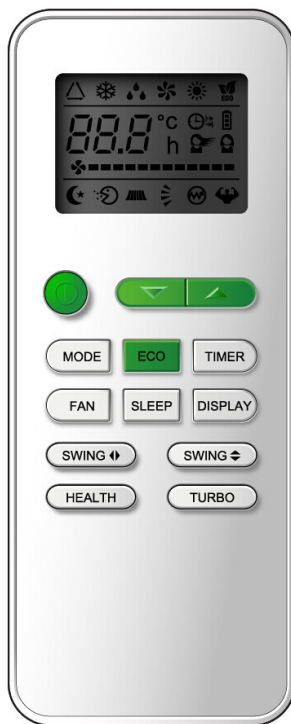 ECO
88.8 °C
h
MODE ECO TIMER
FAN SLEEP DISPLAY
SWING SWING
HEALTH TURBO